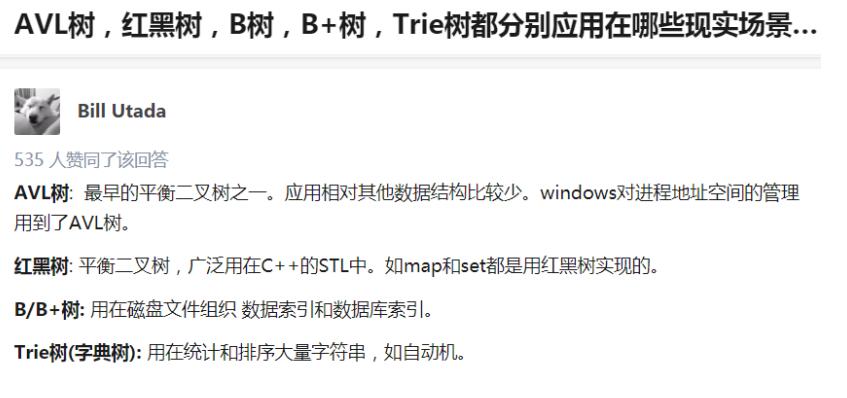 AVL树，红黑树，B树，B+树，Trie树都分别应用在哪些现实场景...
Bill Utada
535 人赞同了该回答
AVL树: 最早的平衡二叉树之一。应用相对其他数据结构比较少。windows对进程地址空间的管理
用到了AVL树。
红黑树: 平衡二叉树，广泛用在C++的STL中。如map和set都是用红黑树实现的。
B/B+树: 用在磁盘文件组织 数据索引和数据库索引。
Trie树(字典树): 用在统计和排序大量字符串，如自动机。